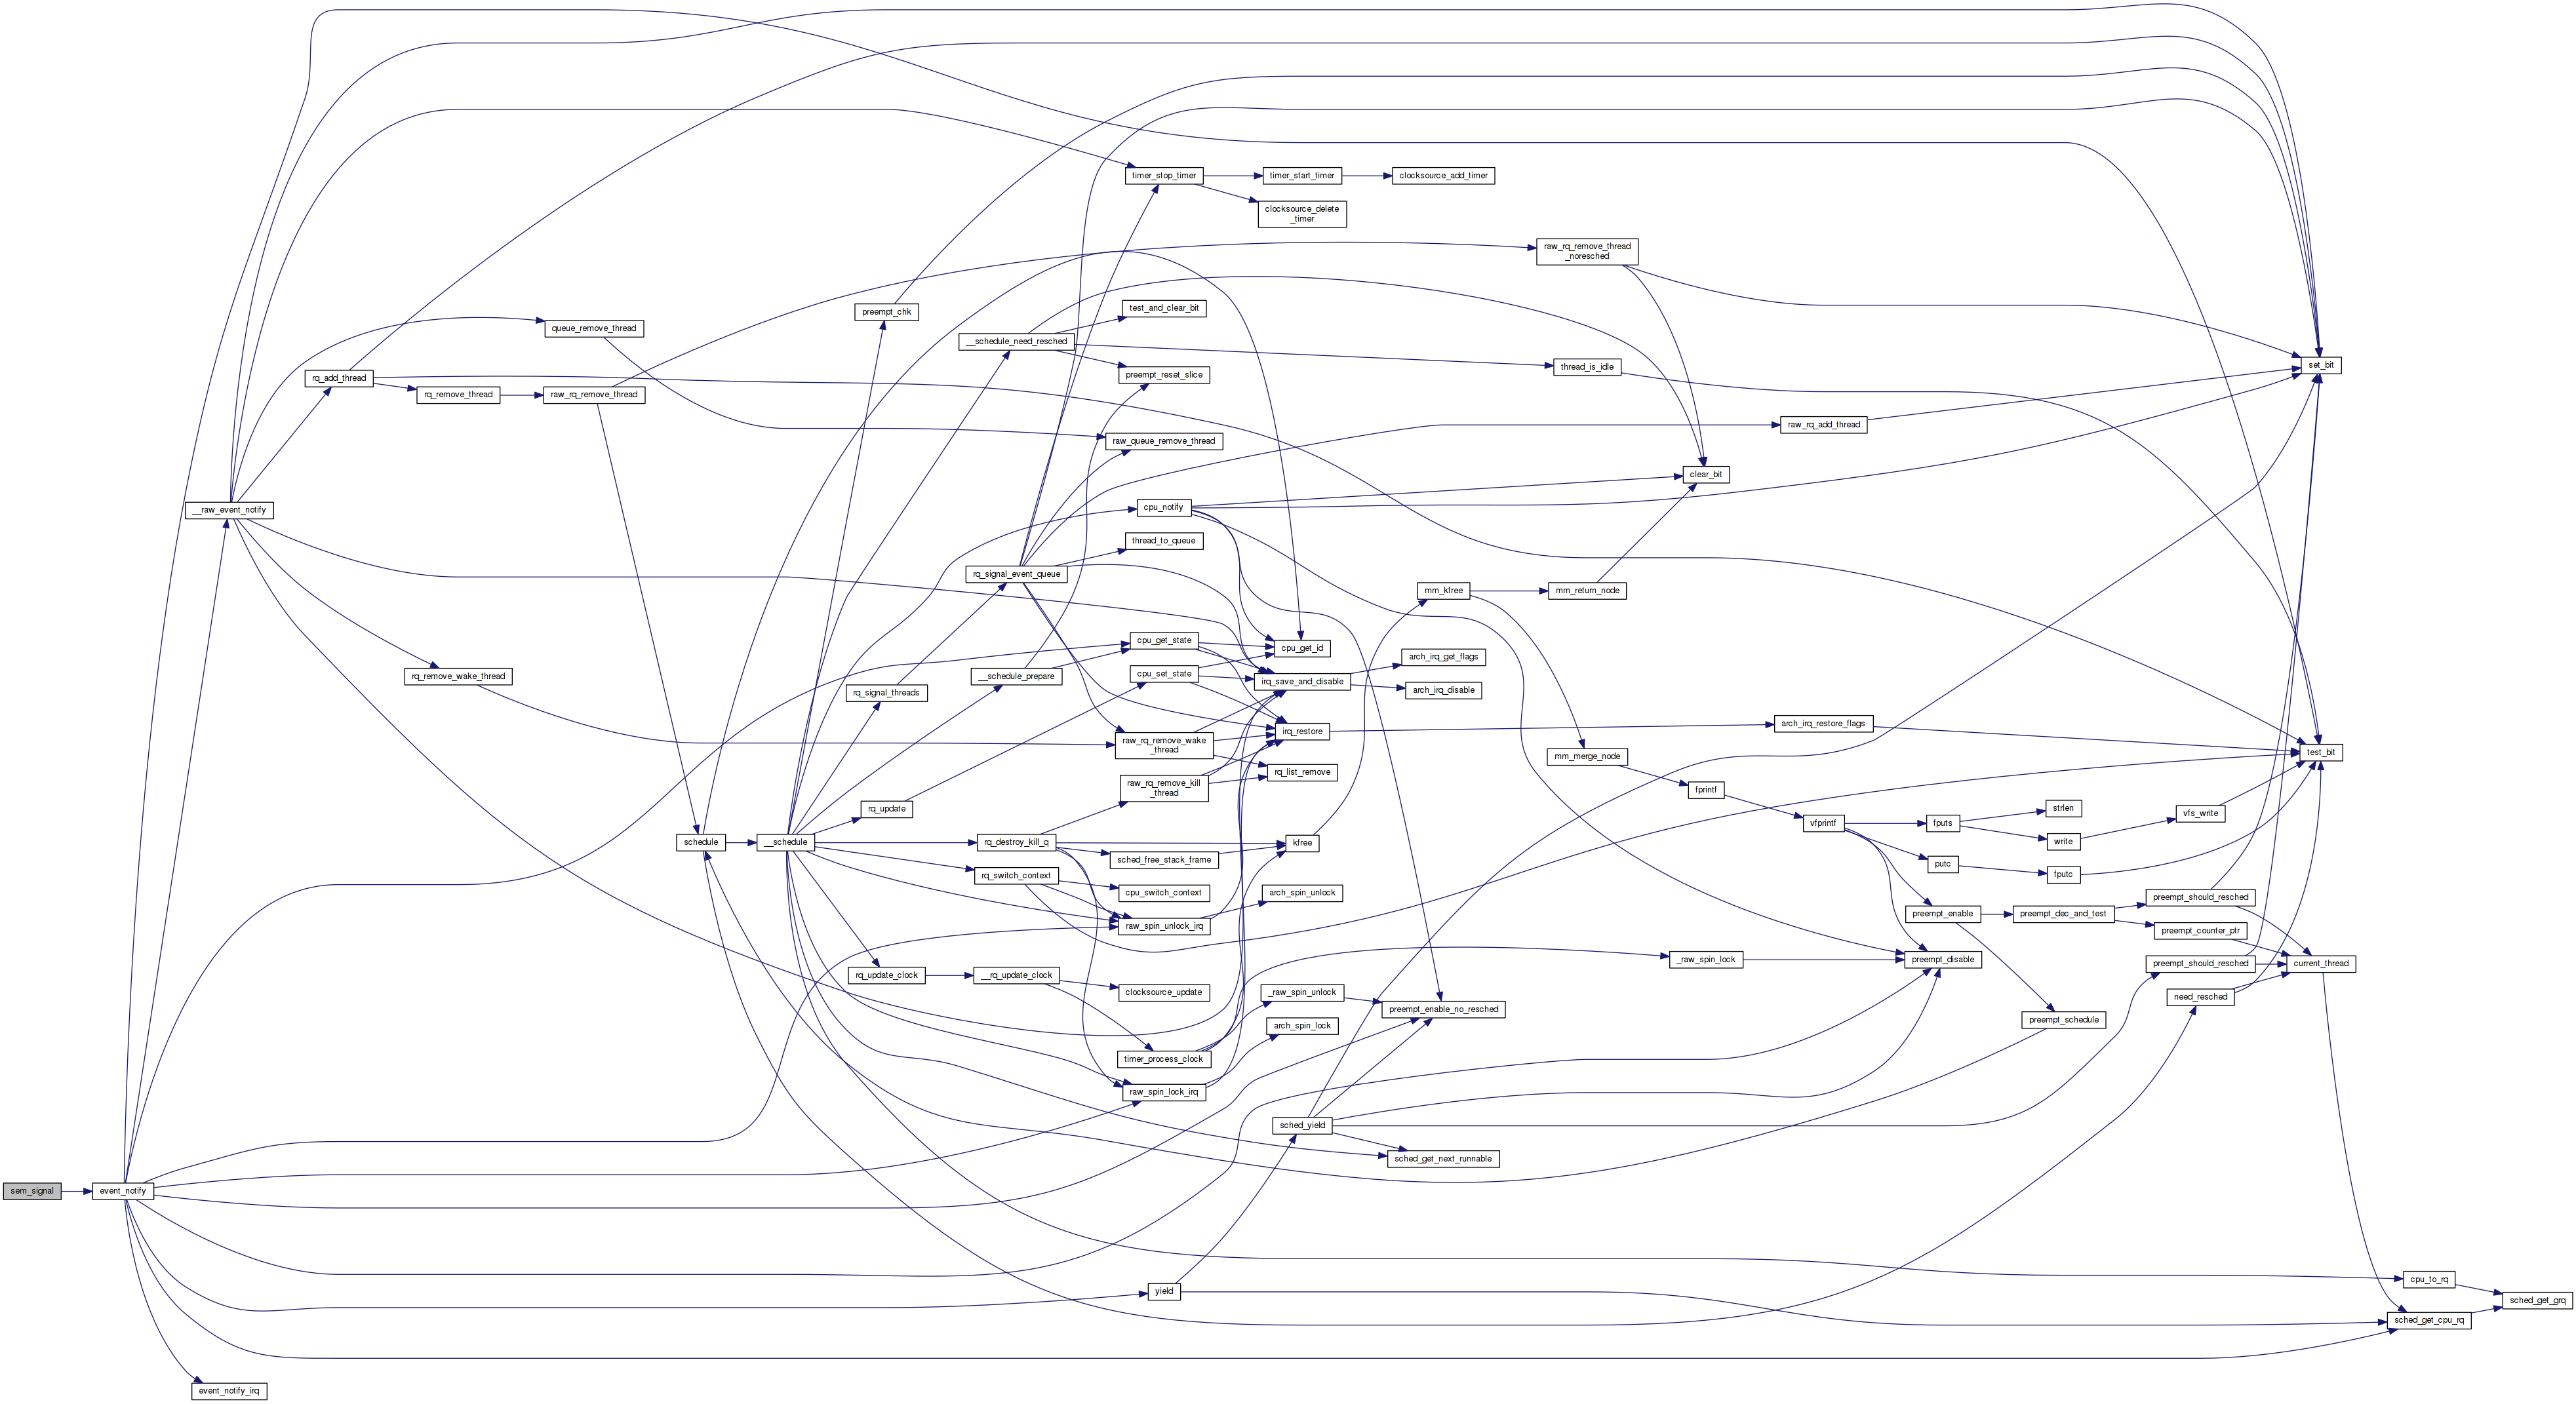 timer_stop_timer
timer_start_timer
clocksource_add_timer
clocksource_delete
_timer
raw_rq_remove_thread
_noresched
test_and_clear_bit
preempt_chk
queue_remove_thread
__schedule_need_resched
thread_is_idle
set_bit
preempt_reset_slice
rq_add_thread
rq_remove_thread
raw_rq_remove_thread
raw_rq_add_thread
raw_queue_remove_thread
clear_bit
cpu_notify
__raw_event_notify
thread_to_queue
rq_signal_event_queue
mm_kfree
mm_return_node
cpu_get_state
cpu_get_id
arch_irq_get_flags
rq_remove_wake_thread
__schedule_prepare
cpu_set_state
irq_save_and_disable
arch_irq_disable
rq_signal_threads
arch_irq_restore_flags
irq_restore
raw_rq_remove_wake
_thread
test_bit
mm_merge_node
rq_list_remove
raw_rq_remove_kill
_thread
fprintf
rq_update
strlen
vfs_write
vfprintf
fputs
schedule
__schedule
rq_destroy_kill_q
kfree
write
sched_free_stack_frame
putc
rq_switch_context
fputc
cpu_switch_context
arch_spin_unlock
preempt_should_resched
preempt_enable
preempt_dec_and_test
raw_spin_unlock_irq
preempt_counter_ptr
_raw_spin_lock
preempt_disable
preempt_should_resched
current_thread
rq_update_clock
__rq_update_clock
clocksource_update
_raw_spin_unlock
need_resched
preempt_enable_no_resched
preempt_schedule
arch_spin_lock
timer_process_clock
raw_spin_lock_irq
sched_yield
sched_get_next_runnable
sem_signal
event_notify
cpu_to_rq
yield
sched_get_grq
sched_get_cpu_rq
event_notify_irq